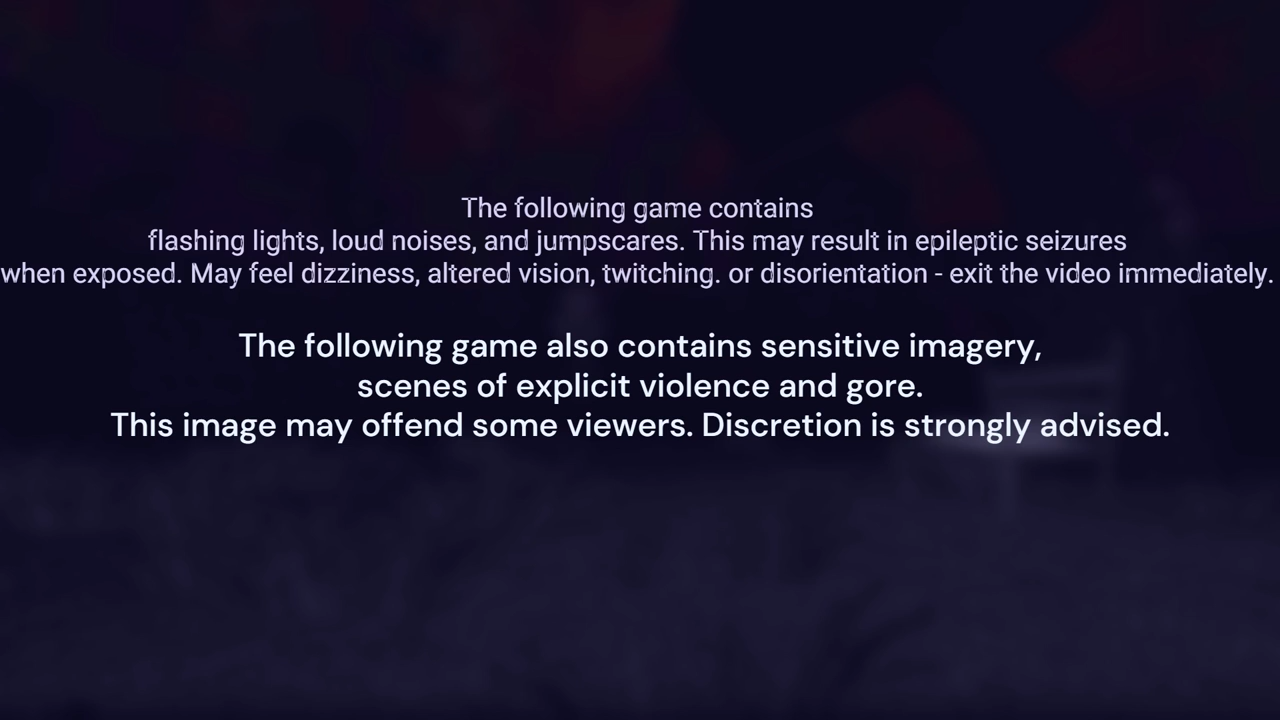 The following game contains
flashing lights, loud noises, and jumpscares. This may result in epileptic seizures
when exposed. May feel dizziness, altered vision, twitching. or disorientation - exit the video immediately.
The following game also contains sensitive imagery,
scenes of explicit violence and gore.
This image may offend some viewers. Discretion is strongly advised.